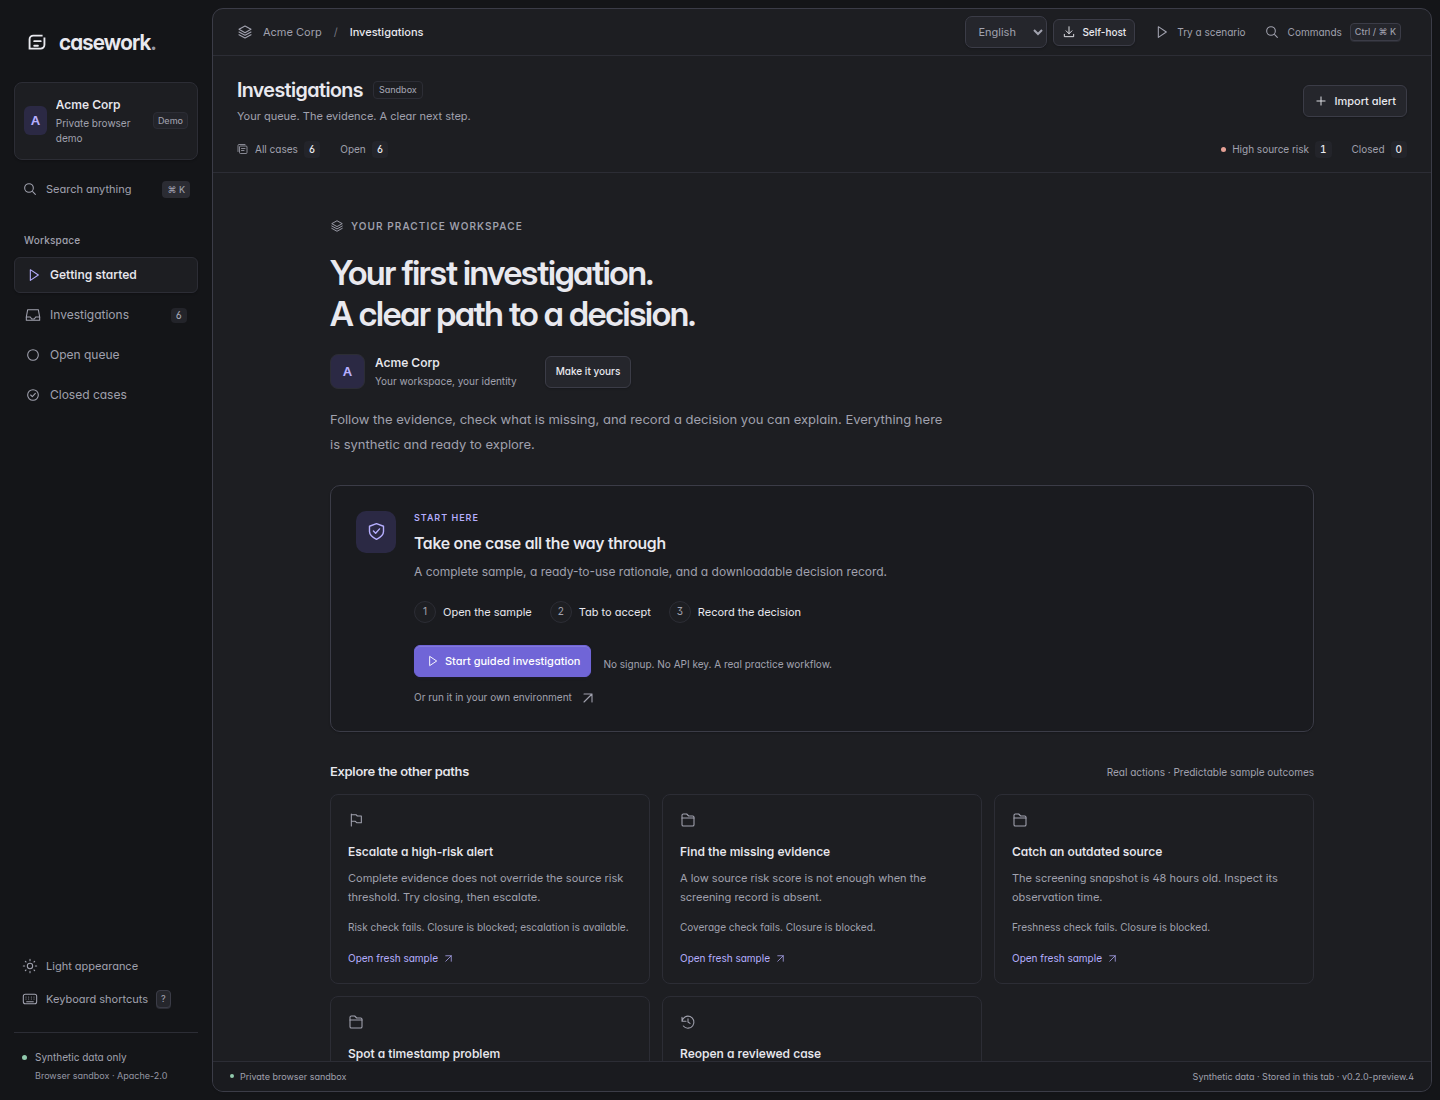 casework.
Acme Corp
A
Private browser
demo
Demo
Search anything
⌘ K
Workspace
Getting started
Investigations
6
Open queue
Closed cases
Light appearance
Keyboard shortcuts
?
Synthetic data only
Browser sandbox · Apache-2.0
Acme Corp / Investigations
English
Self-host
Try a scenario
Commands
Ctrl / ⌘ K
Investigations
Sandbox
Your queue. The evidence. A clear next step.
Import alert
All cases 6
Open 6
High source risk 1
Closed 0
YOUR PRACTICE WORKSPACE
Your first investigation.
A clear path to a decision.
A
Acme Corp
Your workspace, your identity
Make it yours
Follow the evidence, check what is missing, and record a decision you can explain. Everything here
is synthetic and ready to explore.
START HERE
Take one case all the way through
A complete sample, a ready-to-use rationale, and a downloadable decision record.
1 Open the sample
2 Tab to accept
3 Record the decision
Start guided investigation
No signup. No API key. A real practice workflow.
Or run it in your own environment
Explore the other paths
Real actions · Predictable sample outcomes
Escalate a high-risk alert
Complete evidence does not override the source risk
threshold. Try closing, then escalate.
Risk check fails. Closure is blocked; escalation is available.
Open fresh sample
Find the missing evidence
A low source risk score is not enough when the
screening record is absent.
Coverage check fails. Closure is blocked.
Open fresh sample
Catch an outdated source
The screening snapshot is 48 hours old. Inspect its
observation time.
Freshness check fails. Closure is blocked.
Open fresh sample
Spot a timestamp problem
Reopen a reviewed case
Private browser sandbox
Synthetic data · Stored in this tab · v0.2.0-preview.4